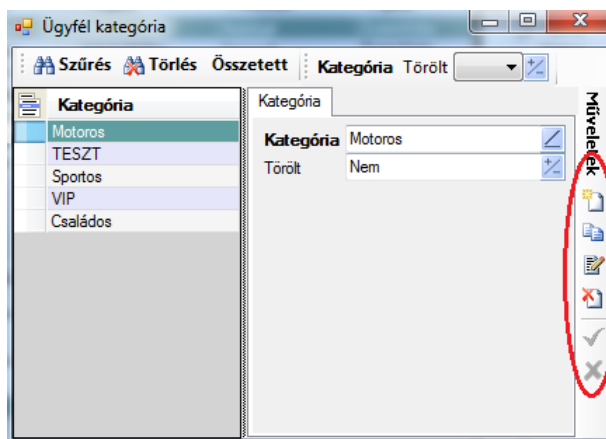 Ügyfél kategória
Szűrés Törlés Összetett Kategória Törölt
Kategória
Motoros
TESZT
Sportos
VIP
Családos
Kategória
Kategória Motoros
Törölt Nem
Műveletek